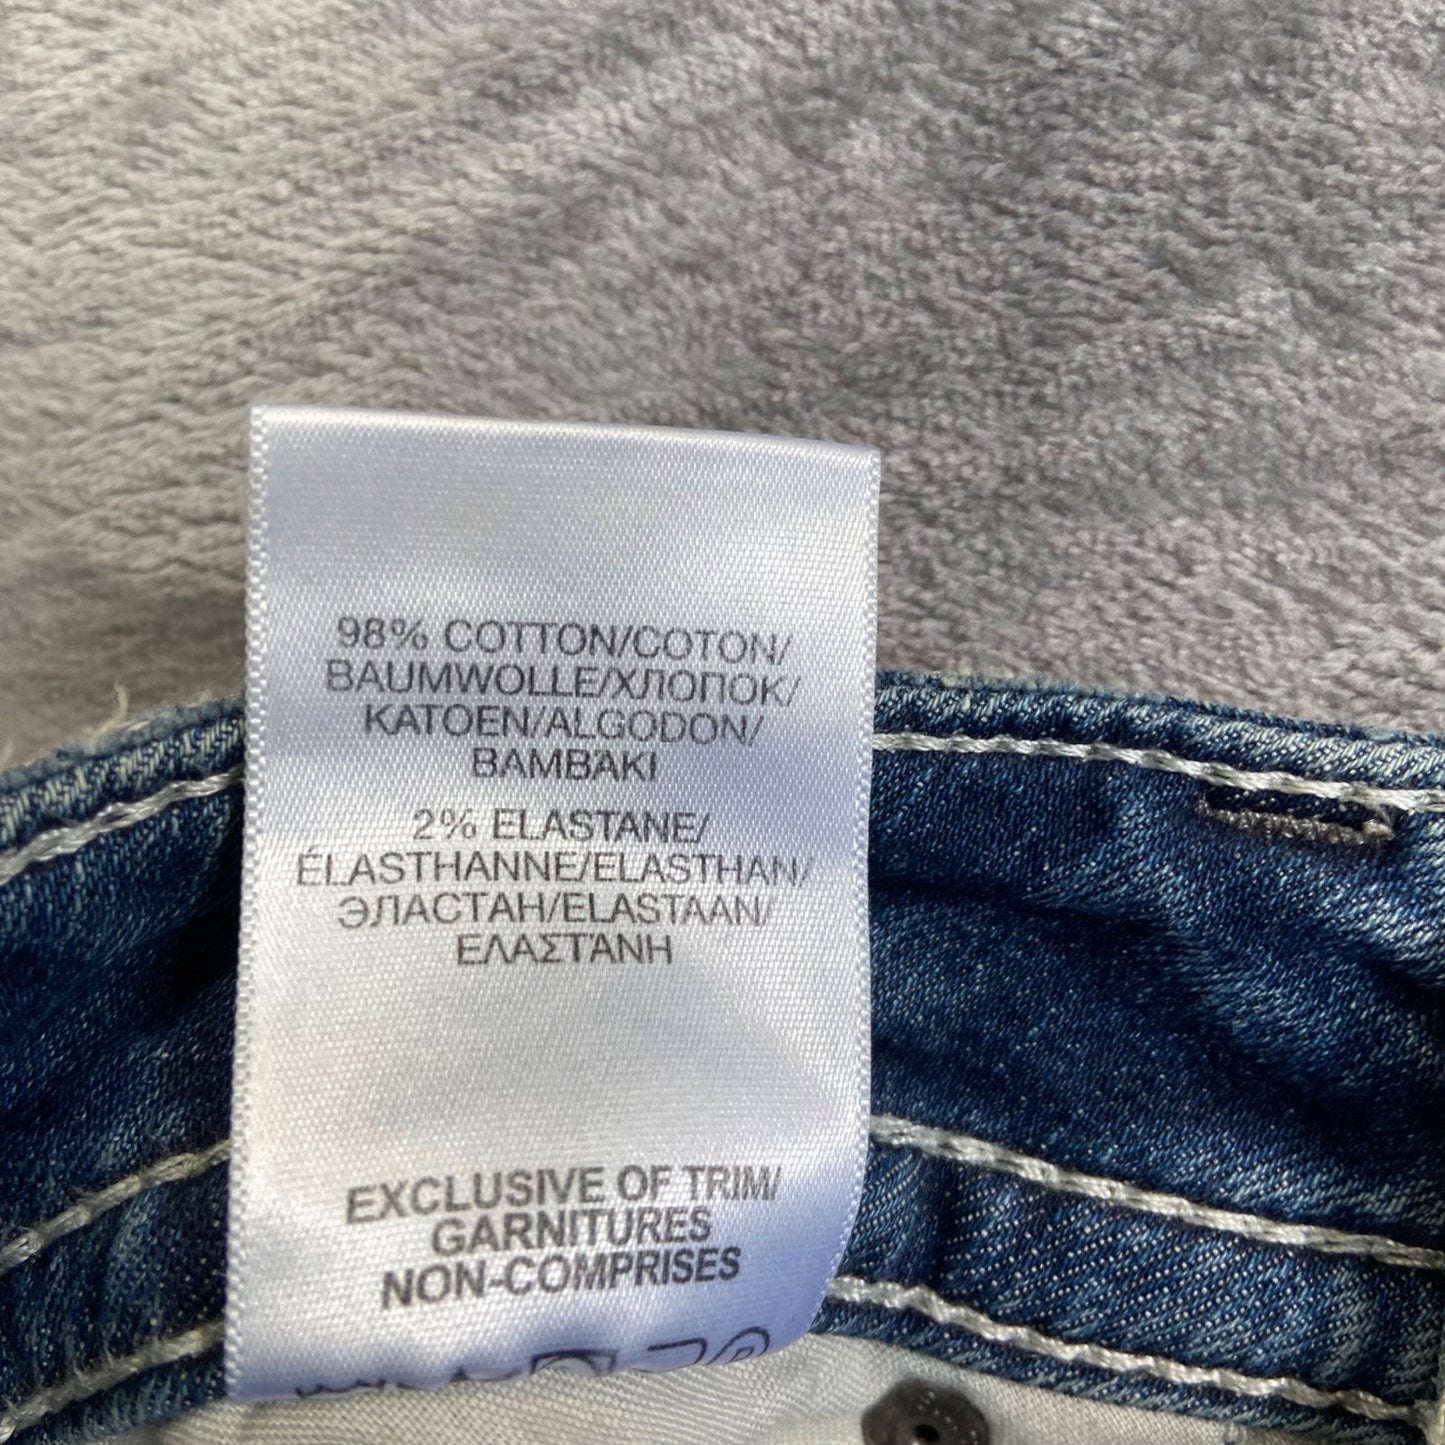 98% COTTON/COTON/
BAUMWOLLE/ХЛОПОК/
KATOEN/ALGODON/
ΒΑΜΒΆΚΙ
2% ELASTANE/
ÉLASTHANNE/ELASTHAN/
ЭЛАСТАН/ELASTAAN/
ΕΛΑΣΤΆΝΗ
EXCLUSIVE OF TRIM/
GARNITURES
NON-COMPRISES